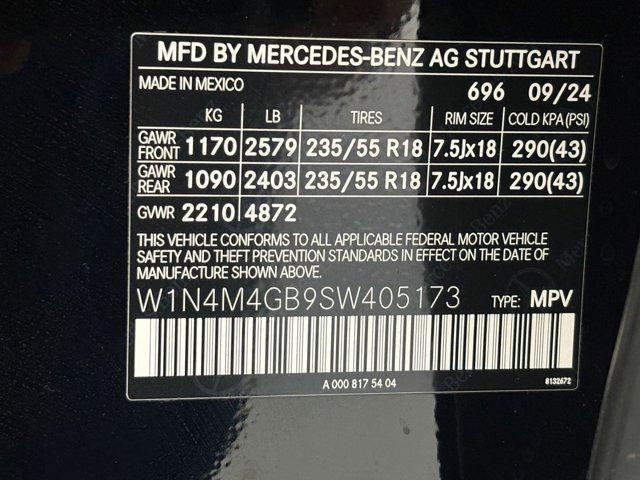 MFD BY MERCEDES-BENZ AG STUTTGART
MADE IN MEXICO 696 09/24
KG LB TIRES RIM SIZE COLD KPA (PSI)
GAWR FRONT 1170 2579 235/55 R18 7.5Jx18 290(43)
GAWR REAR 1090 2403 235/55 R18 7.5Jx18 290(43)
GVWR 2210 4872
THIS VEHICLE CONFORMS TO ALL APPLICABLE FEDERAL MOTOR VEHICLE
SAFETY AND THEFT PREVENTION STANDARDS IN EFFECT ON THE DATE
OF MANUFACTURE SHOWN ABOVE.
W1N4M4GB9SW405173 TYPE: MPV
A 000 817 54 04 8132672